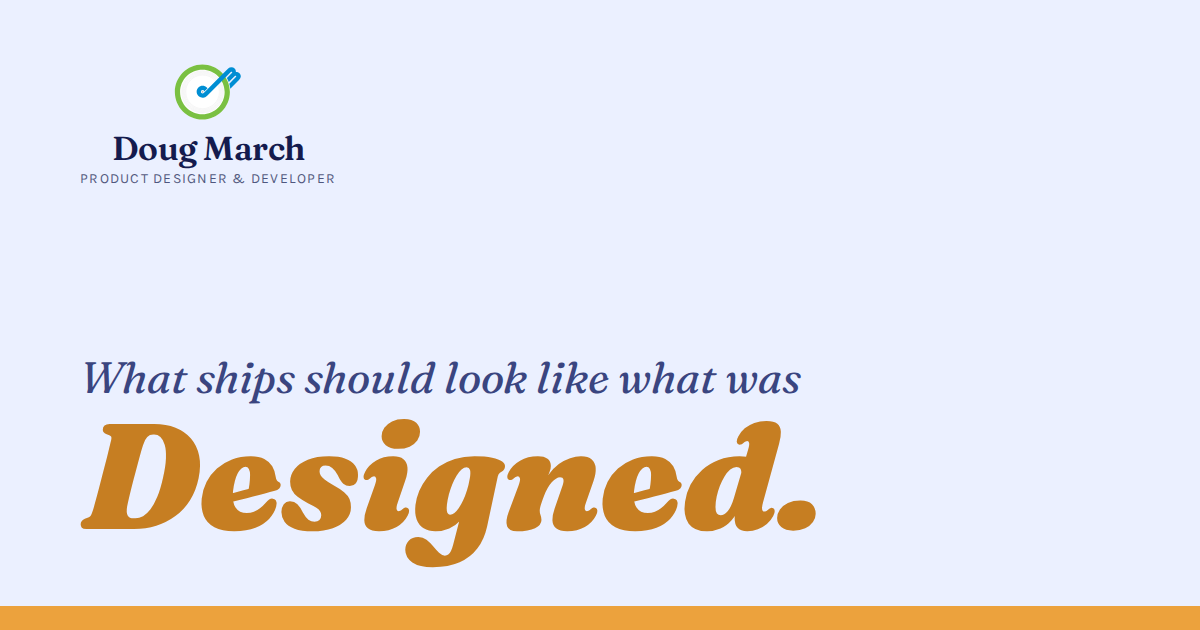 Doug March
PRODUCT DESIGNER & DEVELOPER
What ships should look like what was
Designed.